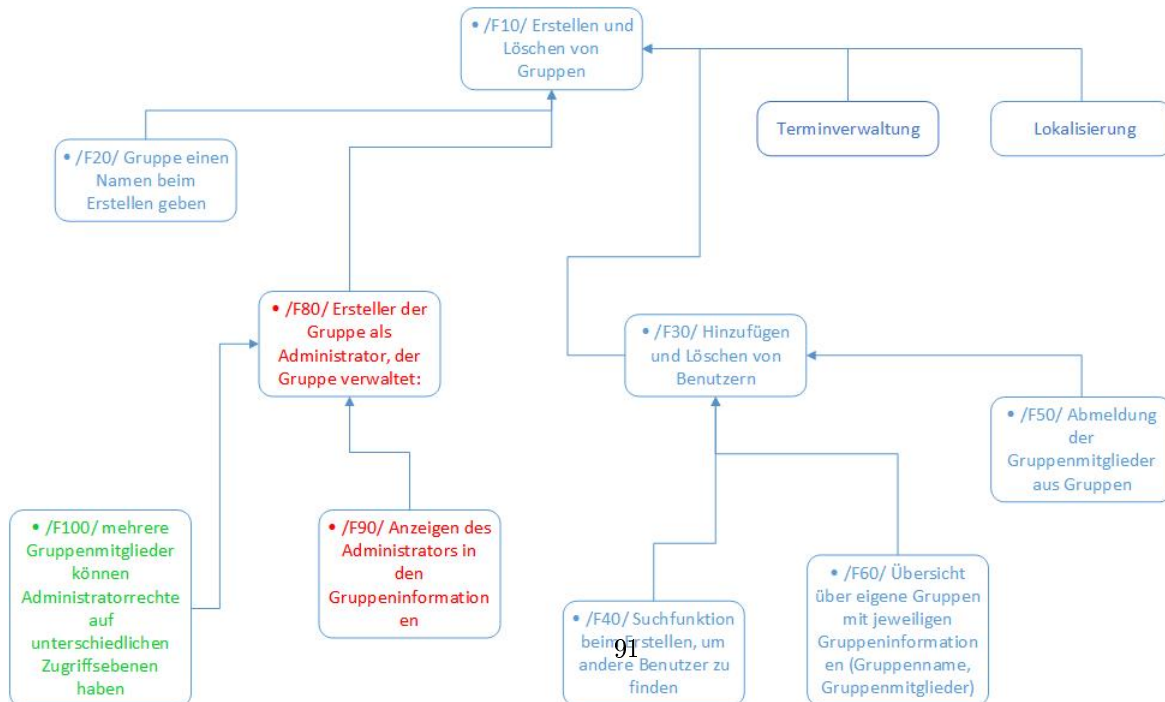 • /F10/ Erstellen und
Löschen von
Gruppen
Terminverwaltung
Lokalisierung
• /F20/ Gruppe einen
Namen beim
Erstellen geben
• /F80/ Ersteller der
Gruppe als
Administrator, der
Gruppe verwaltet:
• /F30/ Hinzufügen
und Löschen von
Benutzern
• /F50/ Abmeldung
der
Gruppenmitglieder
aus Gruppen
• /F100/ mehrere
Gruppenmitglieder
können
Administratorrechte
auf
unterschiedlichen
Zugriffsebenen
haben
• /F90/ Anzeigen des
Administrators in
den
Gruppeninformation
en
• /F40/ Suchfunktion
beim Erstellen, um
andere Benutzer zu
finden
• /F60/ Übersicht
über eigene Gruppen
mit jeweiligen
Gruppeninformation
en (Gruppenname,
Gruppenmitglieder)
91